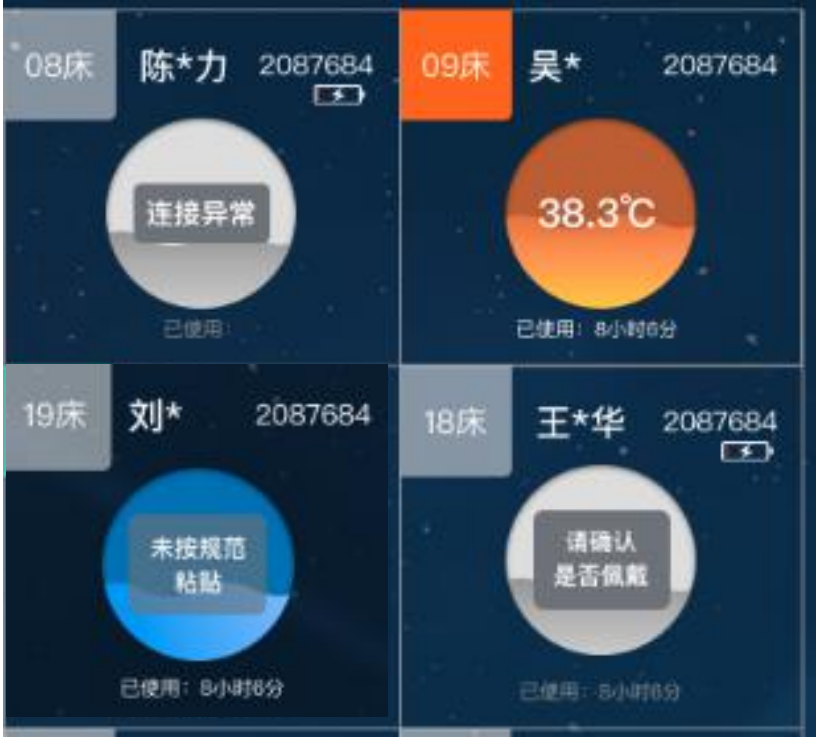 08床 陈*力 2087684
连接异常
已使用:
09床 吴* 2087684
38.3℃
已使用: 8小时6分
19床 刘* 2087684
未按规范
粘贴
已使用: 8小时6分
18床 王*华 2087684
请确认
是否佩戴
已使用: 8小时6分